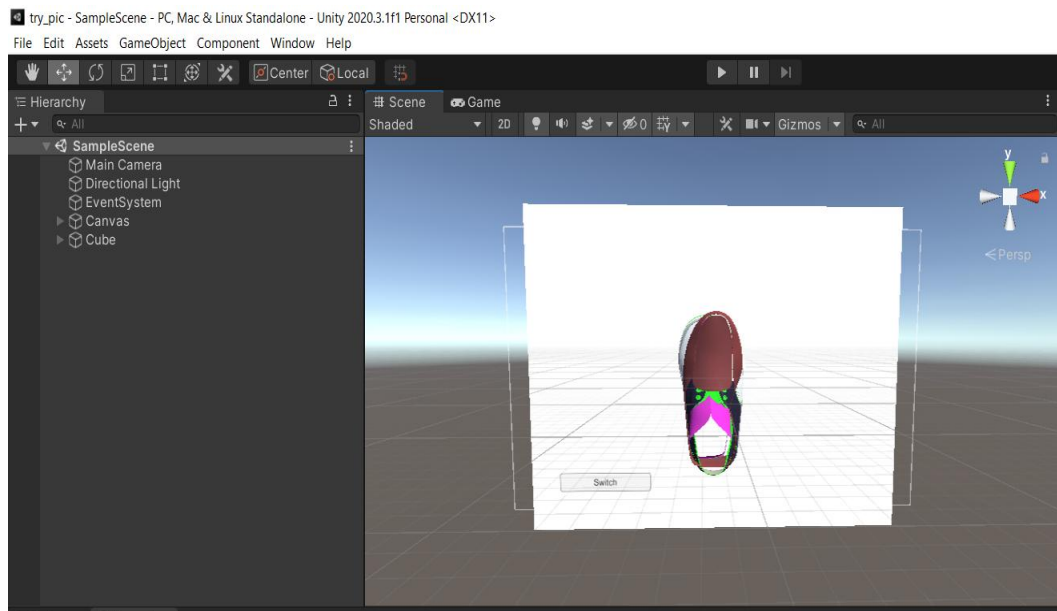 try_pic - SampleScene - PC, Mac & Linux Standalone - Unity 2020.3.1f1 Personal <DX11>
File Edit Assets GameObject Component Window Help
Center Local
Hierarchy
Scene Game
All
Shaded 2D 0 Gizmos All
SampleScene
Main Camera
Directional Light
EventSystem
Canvas
Cube
y
x
Persp
Switch